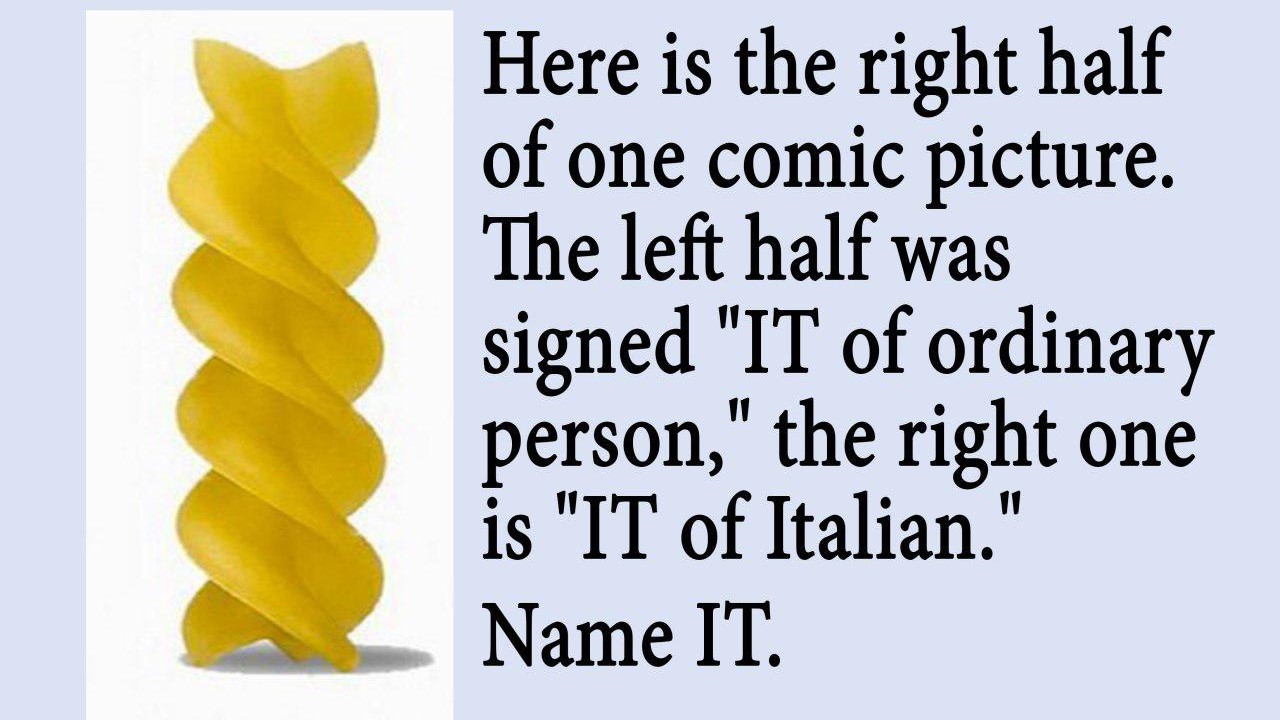 Here is the right half
of one comic picture.
The left half was
signed "IT of ordinary
person," the right one
is "IT of Italian."
Name IT.